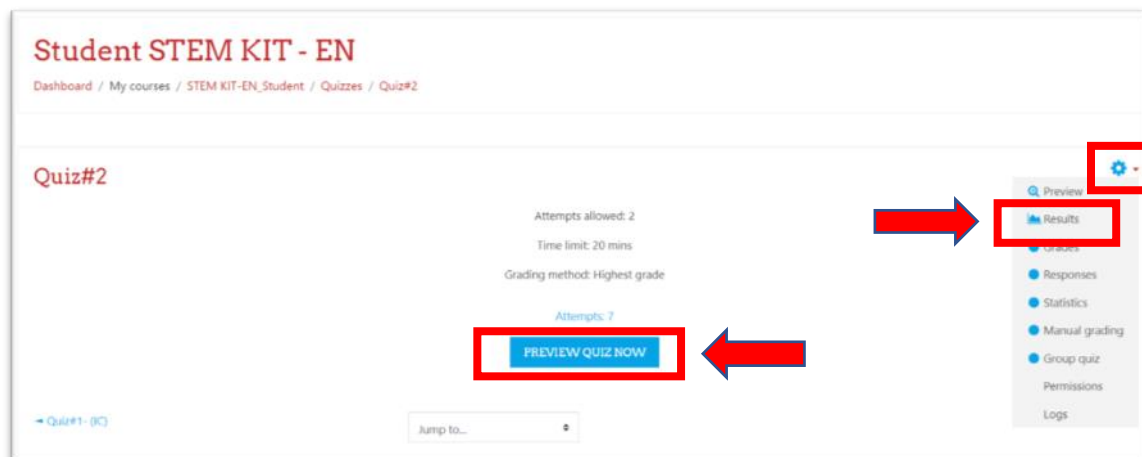 Student STEM KIT - EN
Dashboard / My courses / STEM KIT-EN_Student / Quizzes / Quiz#2
Quiz#2
Attempts allowed: 2
Time limit: 20 mins
Grading method: Highest grade
Attempts: 7
PREVIEW QUIZ NOW
◄ Quiz#1- (IC)
Jump to...
Preview
Results
Grades
Responses
Statistics
Manual grading
Group quiz
Permissions
Logs